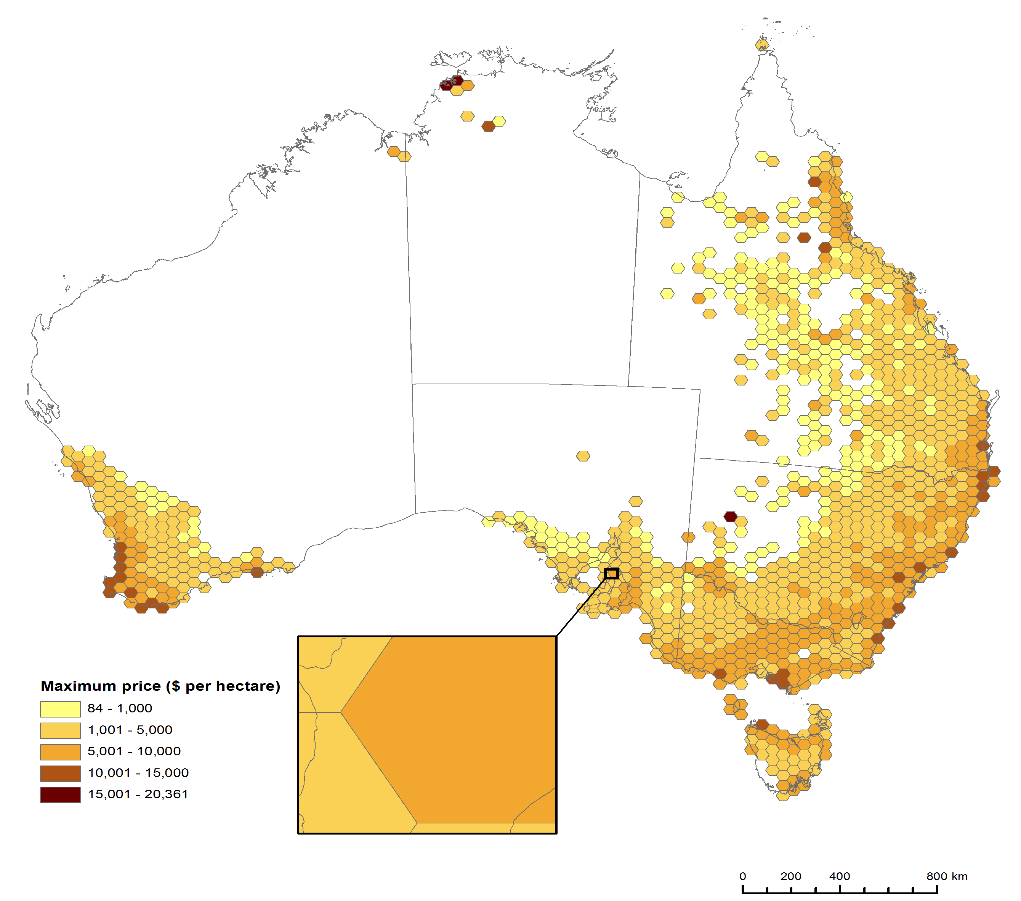 Maximum price ($ per hectare)
84 - 1,000
1,001 - 5,000
5,001 - 10,000
10,001 - 15,000
15,001 - 20,361
0 200 400 800 km